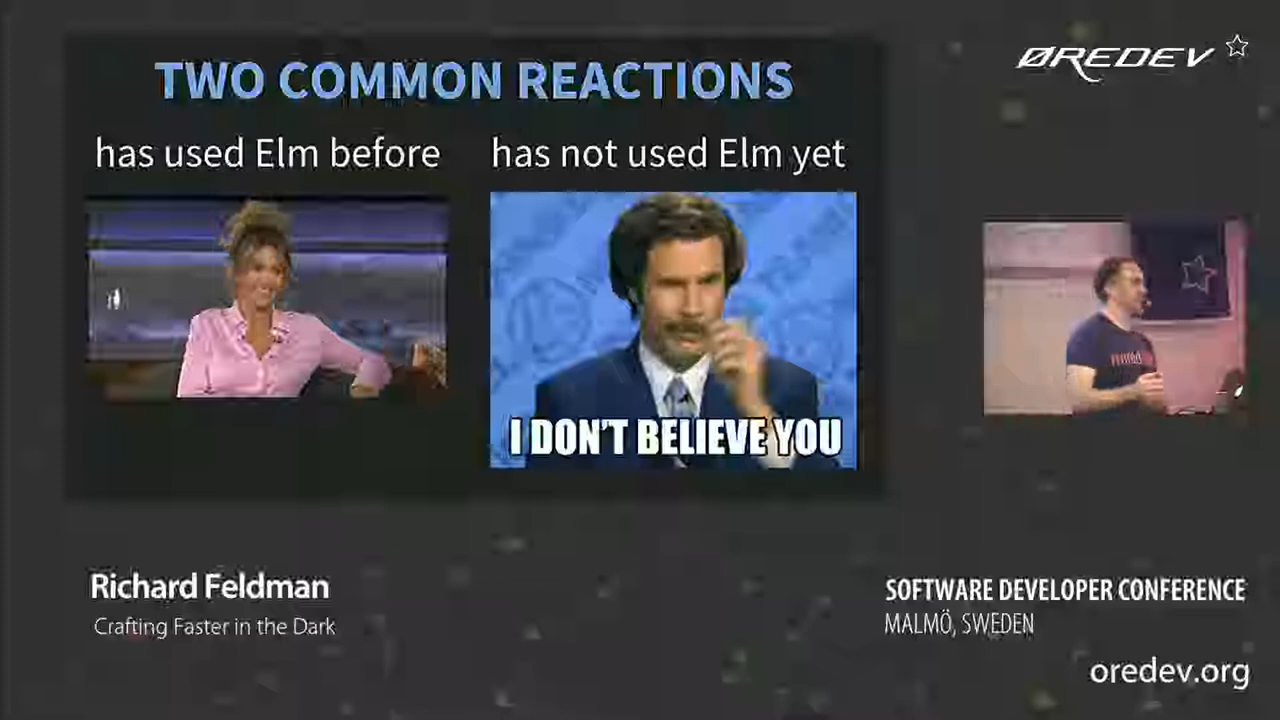 TWO COMMON REACTIONS
has used Elm before
has not used Elm yet
I DON'T BELIEVE YOU
ØREDEV
Richard Feldman
Crafting Faster in the Dark
SOFTWARE DEVELOPER CONFERENCE
MALMÖ, SWEDEN
oredev.org